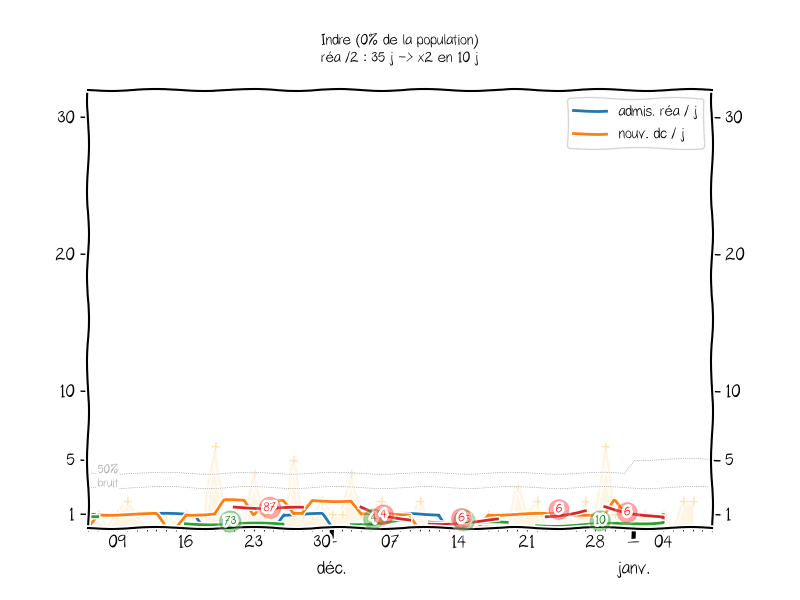 Indre (0% de la population)
réa /2 : 35 j -> x2 en 10 j
admis. réa / j
nouv. dc / j
30 30
20 20
10 10
5 5
1 1
50%
bruit
73 87 4 4 6 6 10 6
09 16 23 30 07 14 21 28 04
déc. janv.